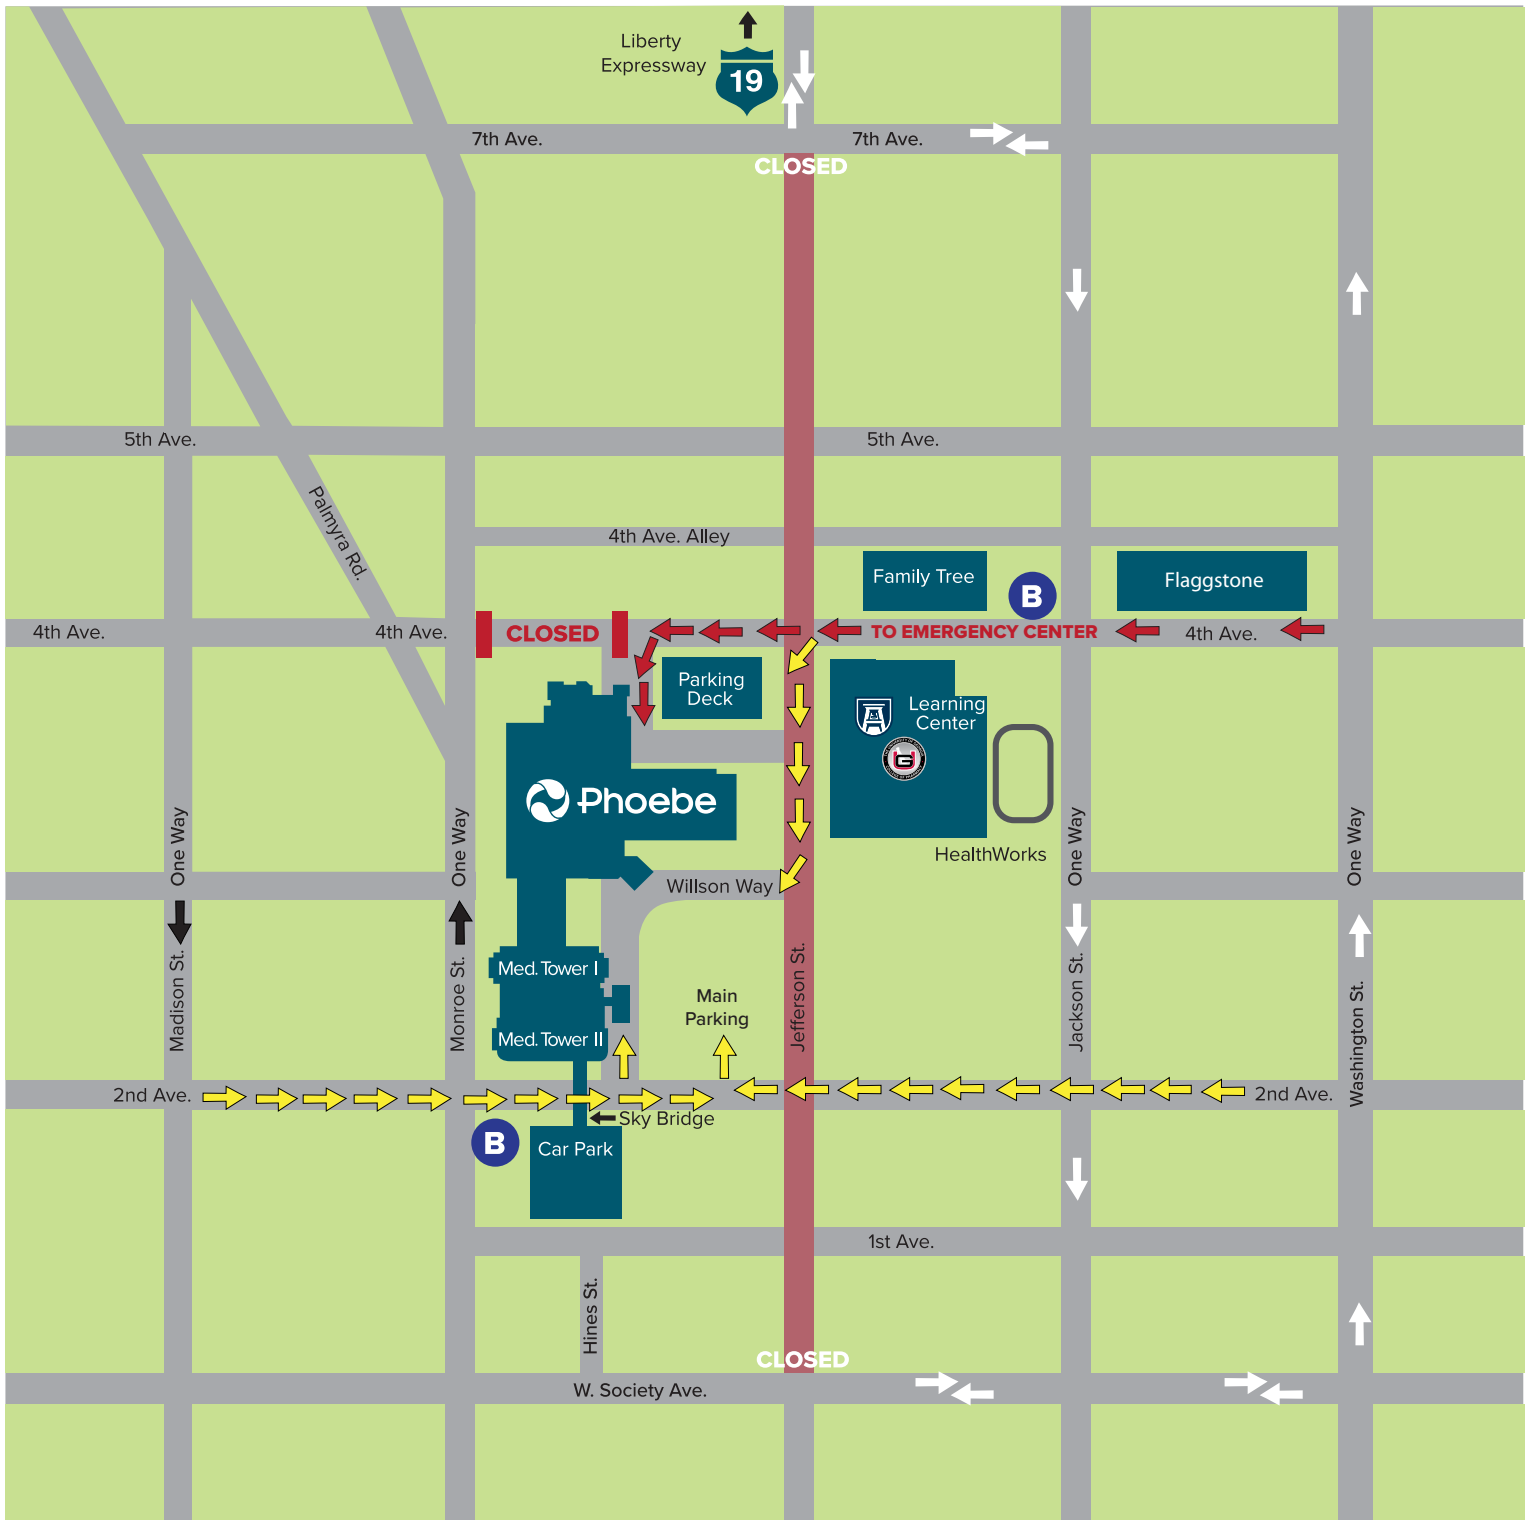 Liberty
Expressway
19
7th Ave.
7th Ave.
CLOSED
5th Ave.
5th Ave.
Palmyra Rd.
4th Ave. Alley
Family Tree
B
Flaggstone
4th Ave.
4th Ave.
CLOSED
TO EMERGENCY CENTER
4th Ave.
Parking
Deck
Learning
Center
G
Phoebe
HealthWorks
One Way
One Way
One Way
One Way
Willson Way
Madison St.
Monroe St.
Med. Tower I
Med. Tower II
Main
Parking
Jefferson St.
Jackson St.
Washington St.
2nd Ave.
2nd Ave.
Sky Bridge
B
Car Park
1st Ave.
Hines St.
CLOSED
W. Society Ave.